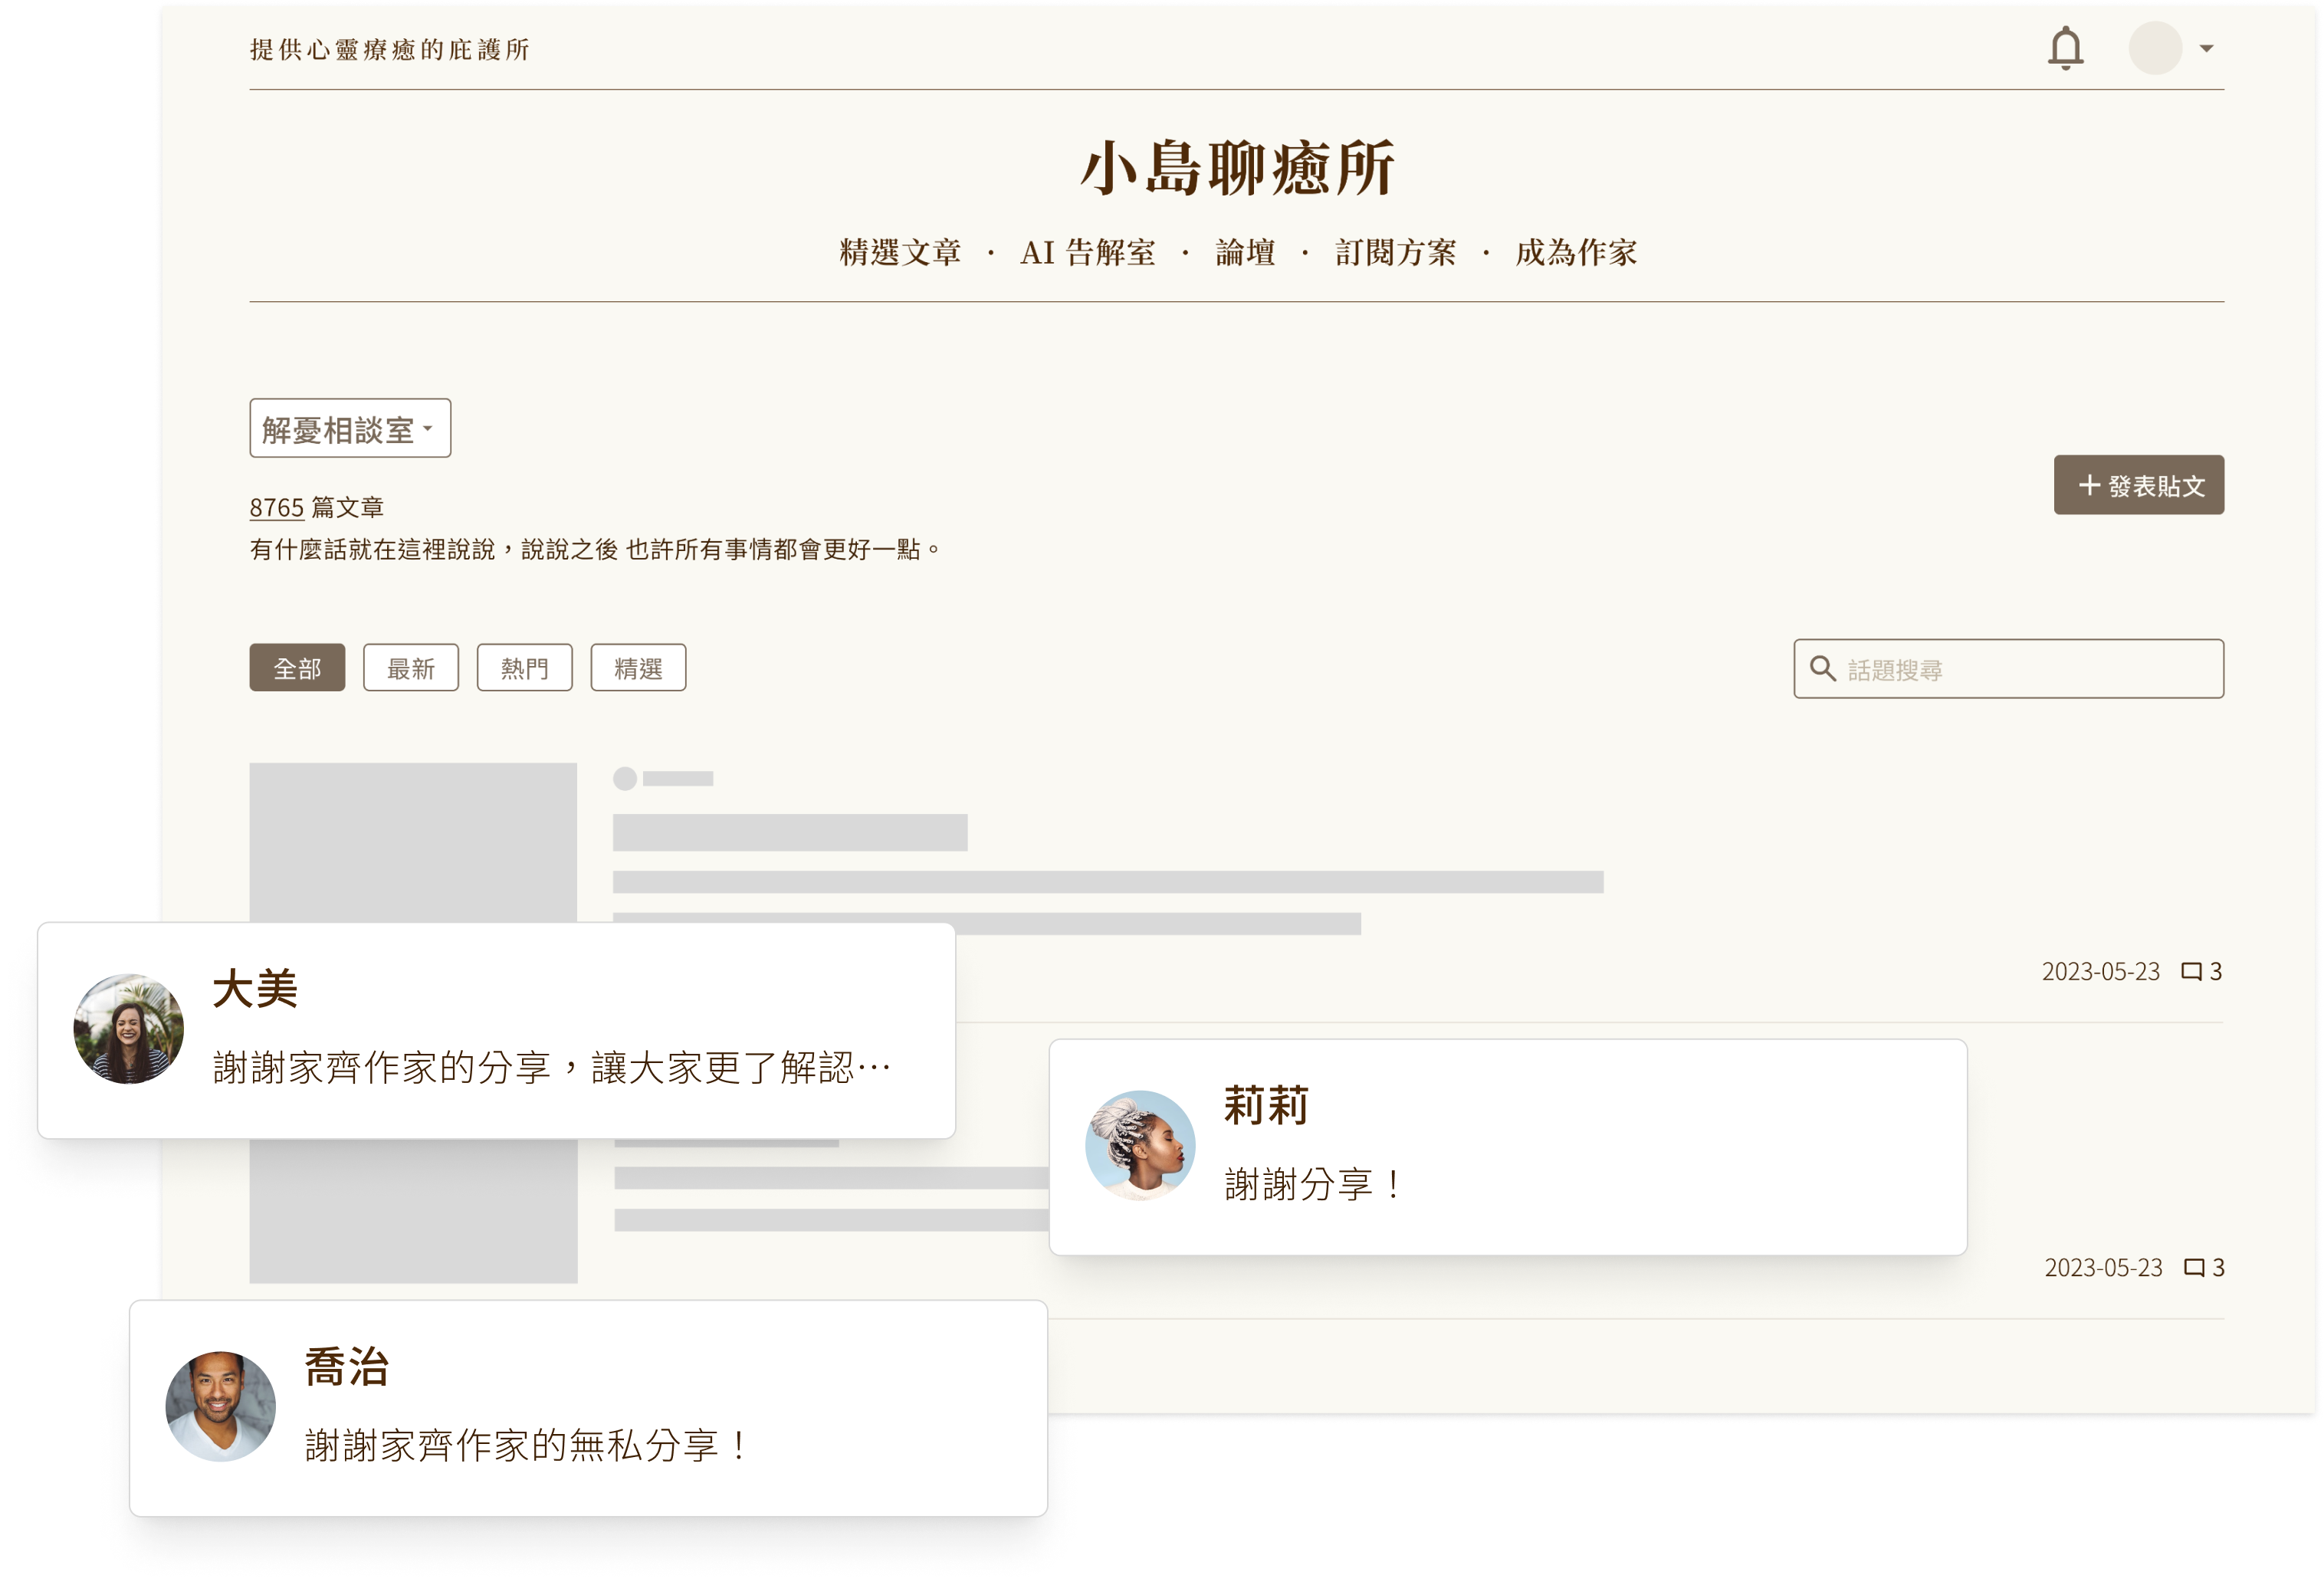 提供心靈療癒的庇護所
小島聊癒所
精選文章 · AI 告解室 · 論壇 · 訂閱方案 · 成為作家
解憂相談室
8765 篇文章
有什麼話就在這裡說說，說說之後 也許所有事情都會更好一點。
＋發表貼文
全部 最新 熱門 精選
話題搜尋
2023-05-23 3
大美
謝謝家齊作家的分享，讓大家更了解認…
莉莉
謝謝分享！
2023-05-23 3
喬治
謝謝家齊作家的無私分享！